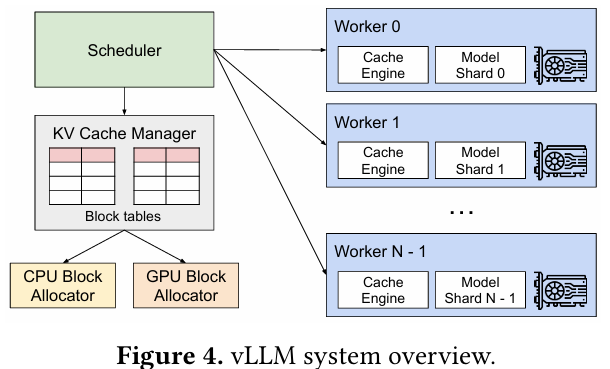 Scheduler
KV Cache Manager
Block tables
CPU Block
Allocator
GPU Block
Allocator
Worker 0
Cache
Engine
Model
Shard 0
Worker 1
Cache
Engine
Model
Shard 1
...
Worker N - 1
Cache
Engine
Model
Shard N - 1
Figure 4. vLLM system overview.